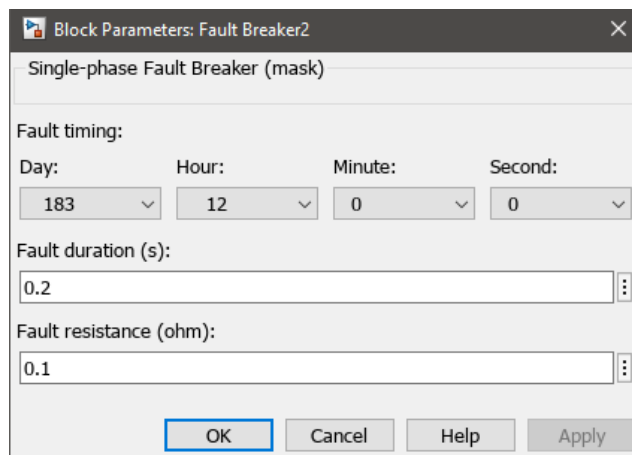 Block Parameters: Fault Breaker2
Single-phase Fault Breaker (mask)
Fault timing:
Day: Hour: Minute: Second:
183 12 0 0
Fault duration (s):
0.2
Fault resistance (ohm):
0.1
OK Cancel Help Apply